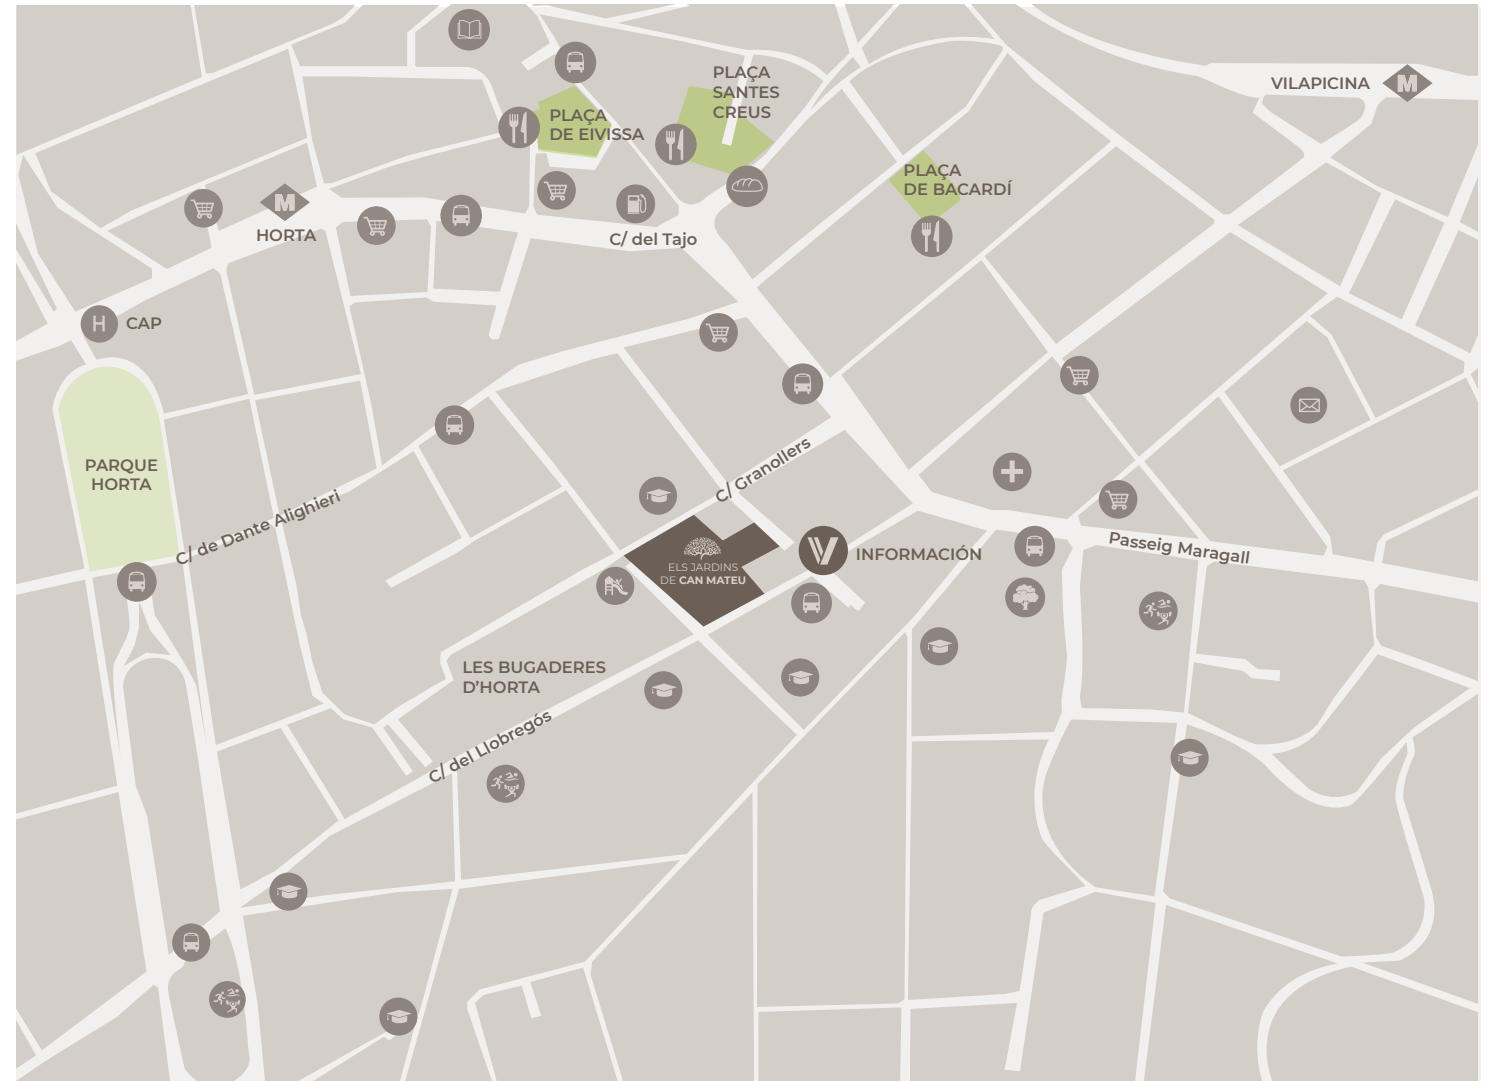 PLAÇA
SANTES
CREUS
VILAPICINA
M
PLAÇA
DE EIVISSA
PLAÇA
DE BACARDÍ
M
HORTA
C/ del Tajo
H
CAP
PARQUE
HORTA
C/ de Dante Alighieri
C/ Granollers
Passeig Maragall
INFORMACIÓN
ELS JARDINS
DE CAN MATEU
LES BUGADERES
D’HORTA
C/ del Llobregós